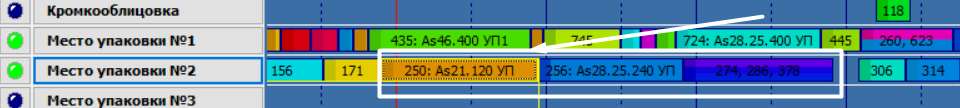 Кромкооблицовка 118
Место упаковки №1 435: As46.400 УП1 745 724: As28.25.400 УП 445 260, 623
Место упаковки №2 156 171 250: As21.120 УП 256: As28.25.240 УП 274, 286, 378 306 314
Место упаковки №3